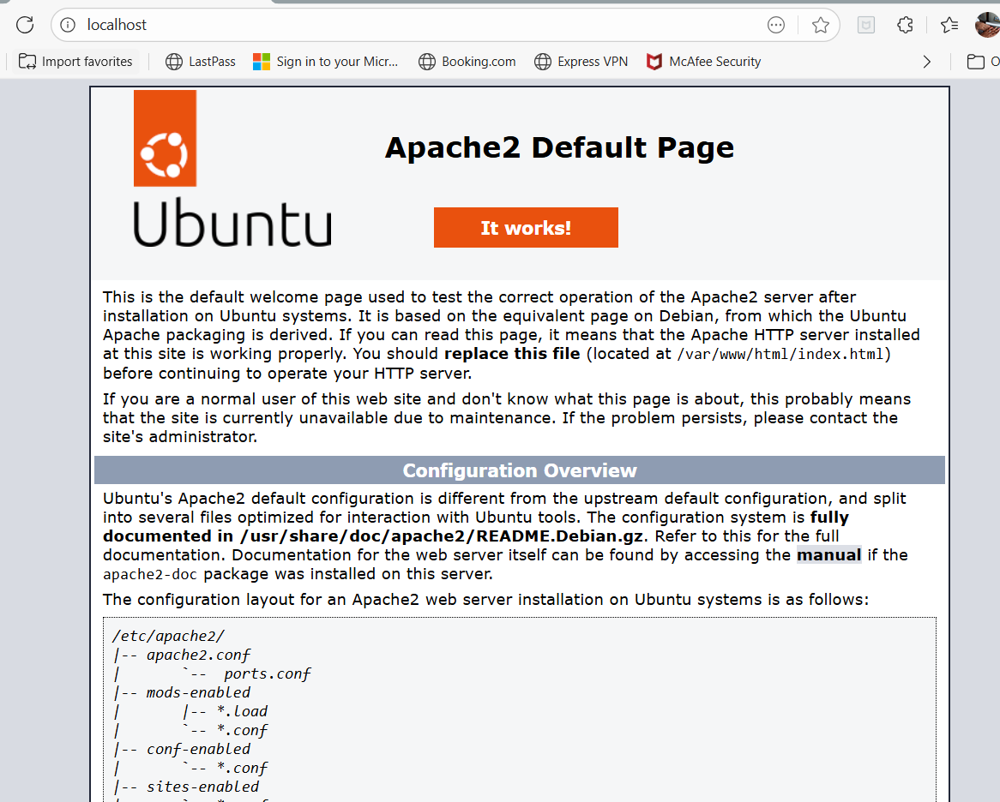 localhost
Import favorites
LastPass
Sign in to your Micr...
Booking.com
Express VPN
McAfee Security
O
Ubuntu
Apache2 Default Page
It works!
This is the default welcome page used to test the correct operation of the Apache2 server after
installation on Ubuntu systems. It is based on the equivalent page on Debian, from which the Ubuntu
Apache packaging is derived. If you can read this page, it means that the Apache HTTP server installed
at this site is working properly. You should replace this file (located at /var/www/html/index.html)
before continuing to operate your HTTP server.
If you are a normal user of this web site and don't know what this page is about, this probably means
that the site is currently unavailable due to maintenance. If the problem persists, please contact the
site's administrator.
Configuration Overview
Ubuntu's Apache2 default configuration is different from the upstream default configuration, and split
into several files optimized for interaction with Ubuntu tools. The configuration system is fully
documented in /usr/share/doc/apache2/README.Debian.gz. Refer to this for the full
documentation. Documentation for the web server itself can be found by accessing the manual if the
apache2-doc package was installed on this server.
The configuration layout for an Apache2 web server installation on Ubuntu systems is as follows:
/etc/apache2/
|-- apache2.conf
|       `--  ports.conf
|-- mods-enabled
|       |-- *.load
|       `-- *.conf
|-- conf-enabled
|       `-- *.conf
|-- sites-enabled